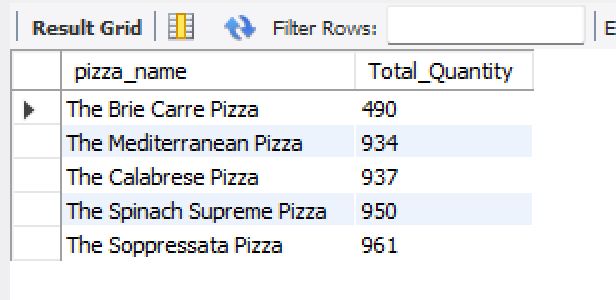 Result Grid Filter Rows: E
pizza_name Total_Quantity
The Brie Carre Pizza 490
The Mediterranean Pizza 934
The Calabrese Pizza 937
The Spinach Supreme Pizza 950
The Soppressata Pizza 961